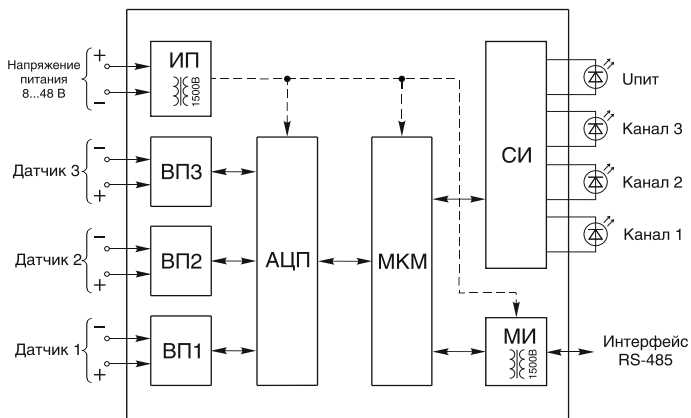 Напряжение
питания
8...48 В
+
−
ИП
1500В
СИ
Uпит
Канал 3
Канал 2
Канал 1
Датчик 3
−
+
ВП3
Датчик 2
−
+
ВП2
АЦП
МКМ
Датчик 1
−
+
ВП1
МИ
1500В
Интерфейс
RS-485